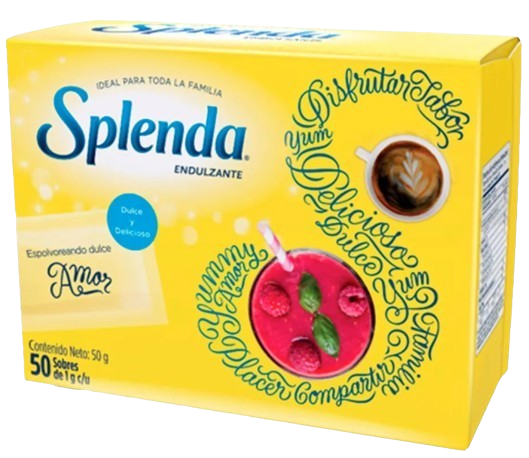 Splenda
IDEAL PARA TODA LA FAMILIA
Splenda®
ENDULZANTE
Dulce
y
Delicioso
Espolvoreando dulce
Amor
Contenido Neto: 50 g
50 Sobres
de 1 g c/u
Disfrutar Sabor
Yum
Delicioso
Dulce
Yum
Yummy
Amor
Familia
Placer Compartir